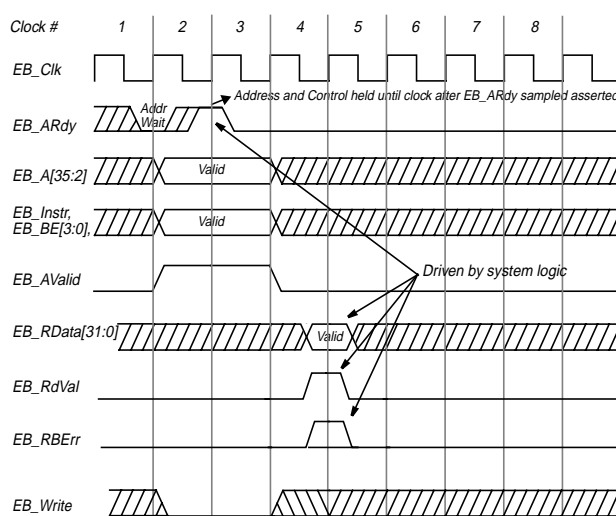 Clock # 1 2 3 4 5 6 7 8
EB_Clk
Address and Control held until clock after EB_ARdy sampled asserted
Addr
Wait
EB_ARdy
EB_A[35:2] Valid
EB_Instr,
EB_BE[3:0], Valid
EB_AValid
Driven by system logic
EB_RData[31:0] Valid
EB_RdVal
EB_RBErr
EB_Write